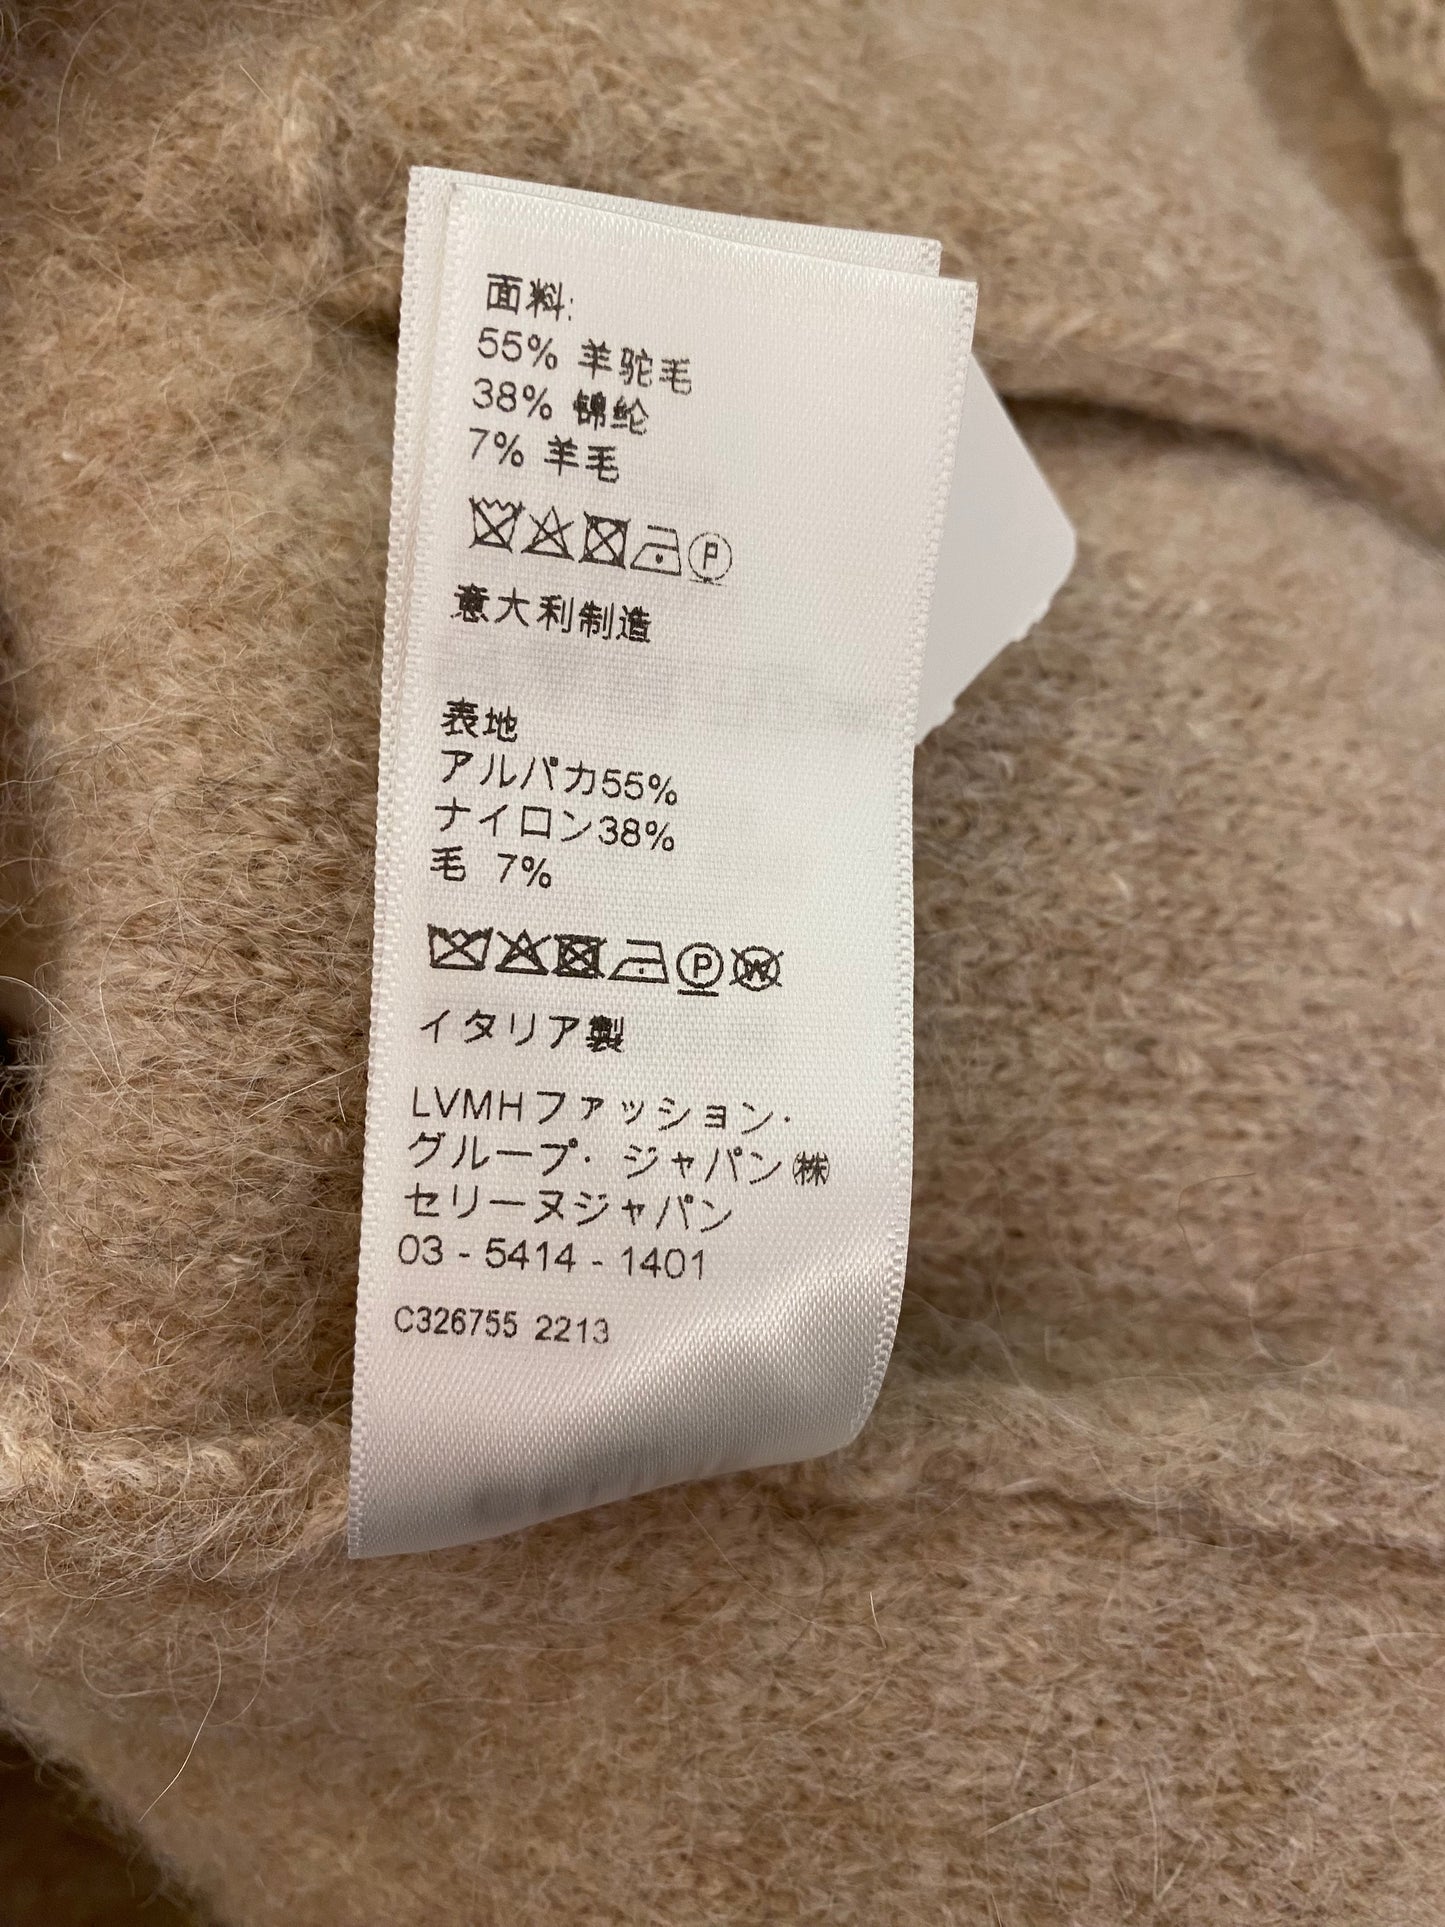 面料:
55% 羊驼毛
38% 锦纶
7% 羊毛
P
意大利制造
表地
アルパカ55%
ナイロン38%
毛 7%
P W
イタリア製
LVMHファッション・
グループ・ジャパン㈱
セリーヌジャパン
03 - 5414 - 1401
C326755 2213